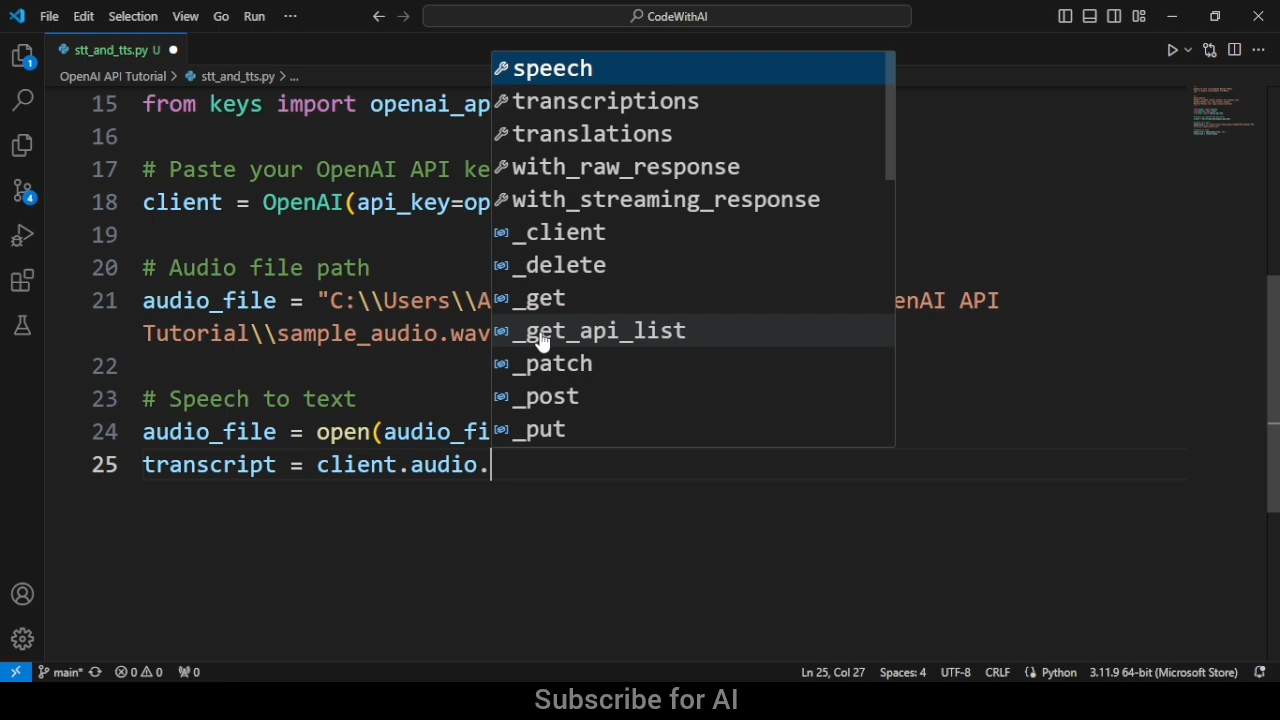 File Edit Selection View Go Run ··· CodeWithAI
stt_and_tts.py U
OpenAI API Tutorial > stt_and_tts.py > ...
15 from keys import openai_ap
16
17 # Paste your OpenAI API ke
18 client = OpenAI(api_key=op
19
20 # Audio file path
21 audio_file = "C:\\Users\\A enAI API
Tutorial\\sample_audio.wav
22
23 # Speech to text
24 audio_file = open(audio_fi
25 transcript = client.audio.
speech
transcriptions
translations
with_raw_response
with_streaming_response
_client
_delete
_get
_get_api_list
_patch
_post
_put
1
4
main* 0 0 0 Ln 25, Col 27 Spaces: 4 UTF-8 CRLF Python 3.11.9 64-bit (Microsoft Store)
Subscribe for AI